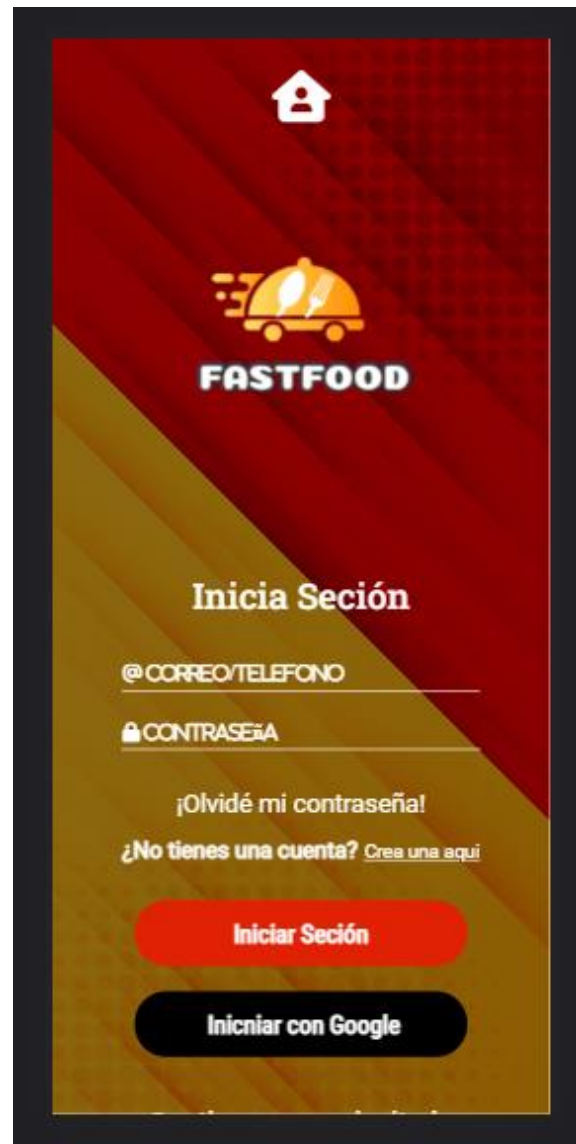 FASTFOOD
Inicia Seción
@ CORREO/TELEFONO
CONTRASEñA
¡Olvidé mi contraseña!
¿No tienes una cuenta? Crea una aqui
Iniciar Seción
Inicniar con Google